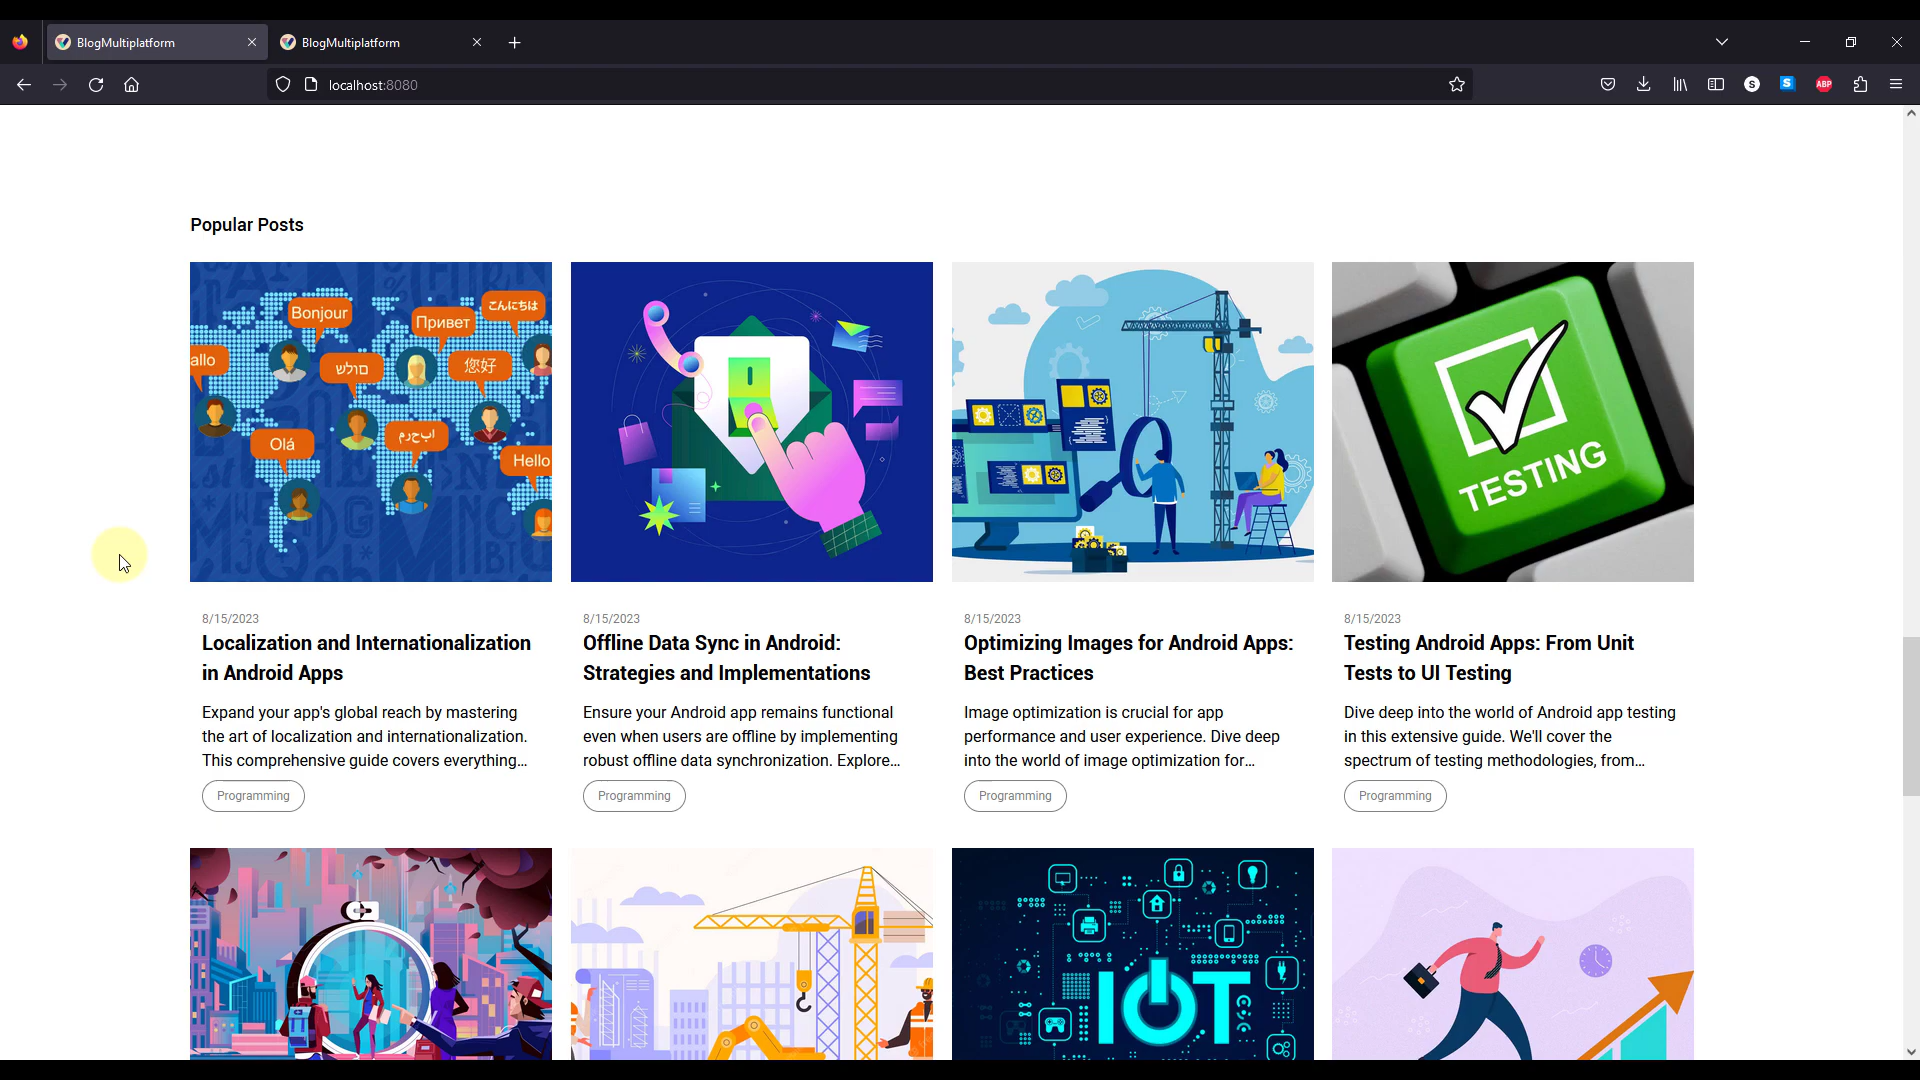 BlogMultiplatform
BlogMultiplatform
localhost:8080
Popular Posts
Bonjour
Привет
こんにちは
allo
שלום
您好
Olá
ابحرم
Hello
TESTING
8/15/2023
Localization and Internationalization
in Android Apps
Expand your app's global reach by mastering
the art of localization and internationalization.
This comprehensive guide covers everything...
Programming
8/15/2023
Offline Data Sync in Android:
Strategies and Implementations
Ensure your Android app remains functional
even when users are offline by implementing
robust offline data synchronization. Explore...
Programming
8/15/2023
Optimizing Images for Android Apps:
Best Practices
Image optimization is crucial for app
performance and user experience. Dive deep
into the world of image optimization for...
Programming
8/15/2023
Testing Android Apps: From Unit
Tests to UI Testing
Dive deep into the world of Android app testing
in this extensive guide. We'll cover the
spectrum of testing methodologies, from...
Programming
IOT